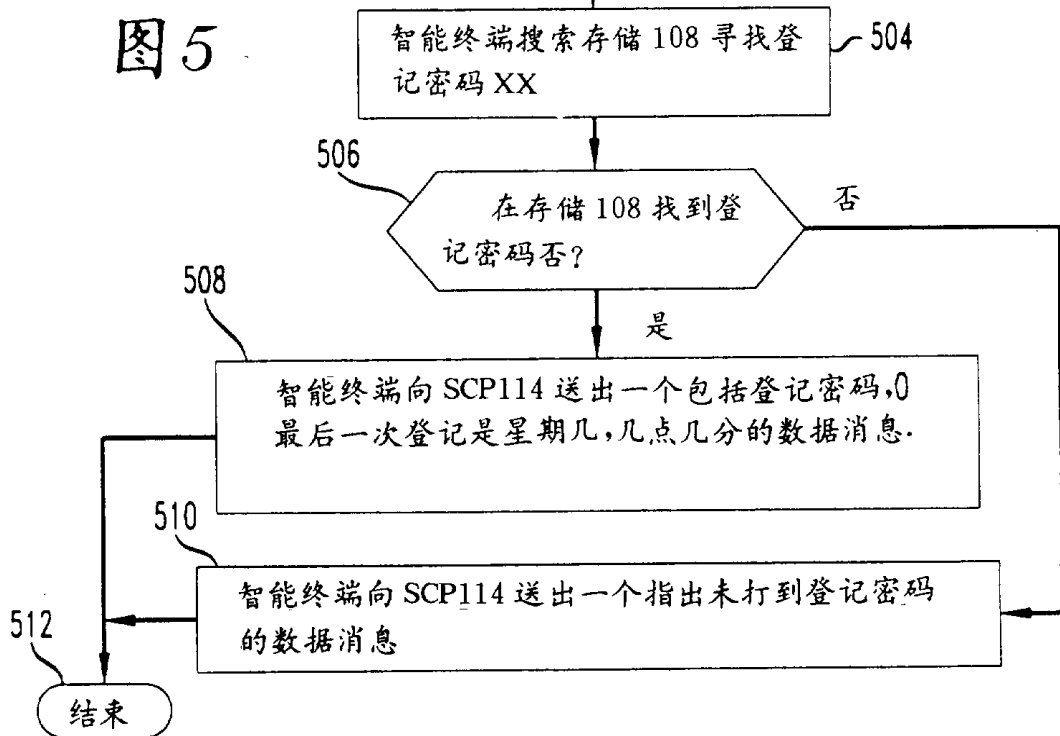 图5
智能终端搜索存储108寻找登
记密码XX
504
506
在存储108找到登
记密码否?
否
是
508
智能终端向SCP114送出一个包括登记密码,0
最后一次登记是星期几,几点几分的数据消息.
510
智能终端向SCP114送出一个指出未打到登记密码
的数据消息
512
结束